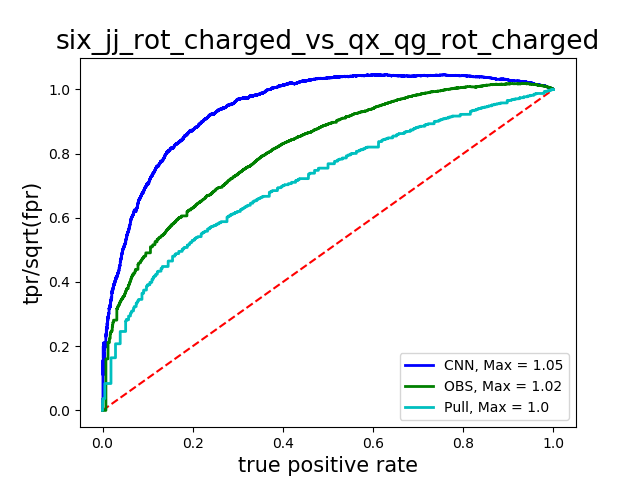 six_jj_rot_charged_vs_qx_qg_rot_charged
tpr/sqrt(fpr)
1.0
0.8
0.6
0.4
0.2
0.0
CNN, Max = 1.05
OBS, Max = 1.02
Pull, Max = 1.0
0.0 0.2 0.4 0.6 0.8 1.0
true positive rate